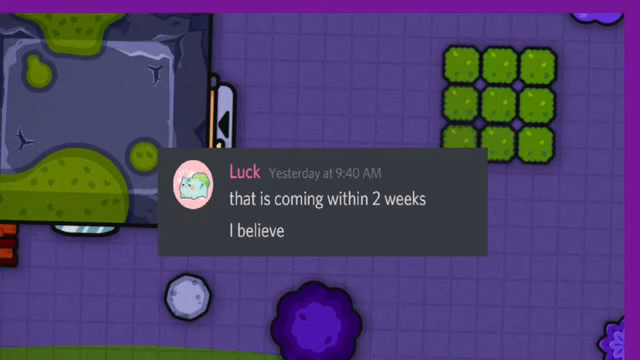 Luck Yesterday at 9:40 AM
that is coming within 2 weeks
I believe